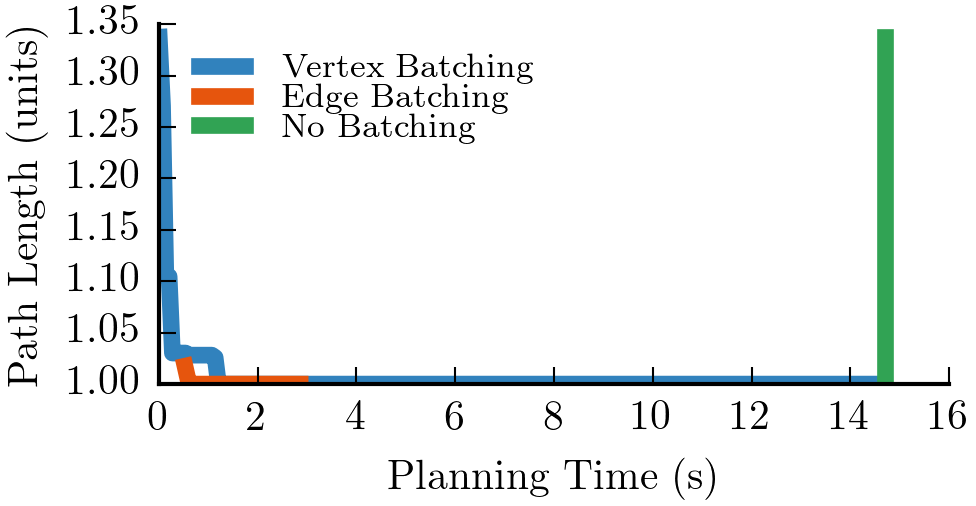 Path Length (units)
1.35
1.30
1.25
1.20
1.15
1.10
1.05
1.00
Vertex Batching
Edge Batching
No Batching
0 2 4 6 8 10 12 14 16
Planning Time (s)